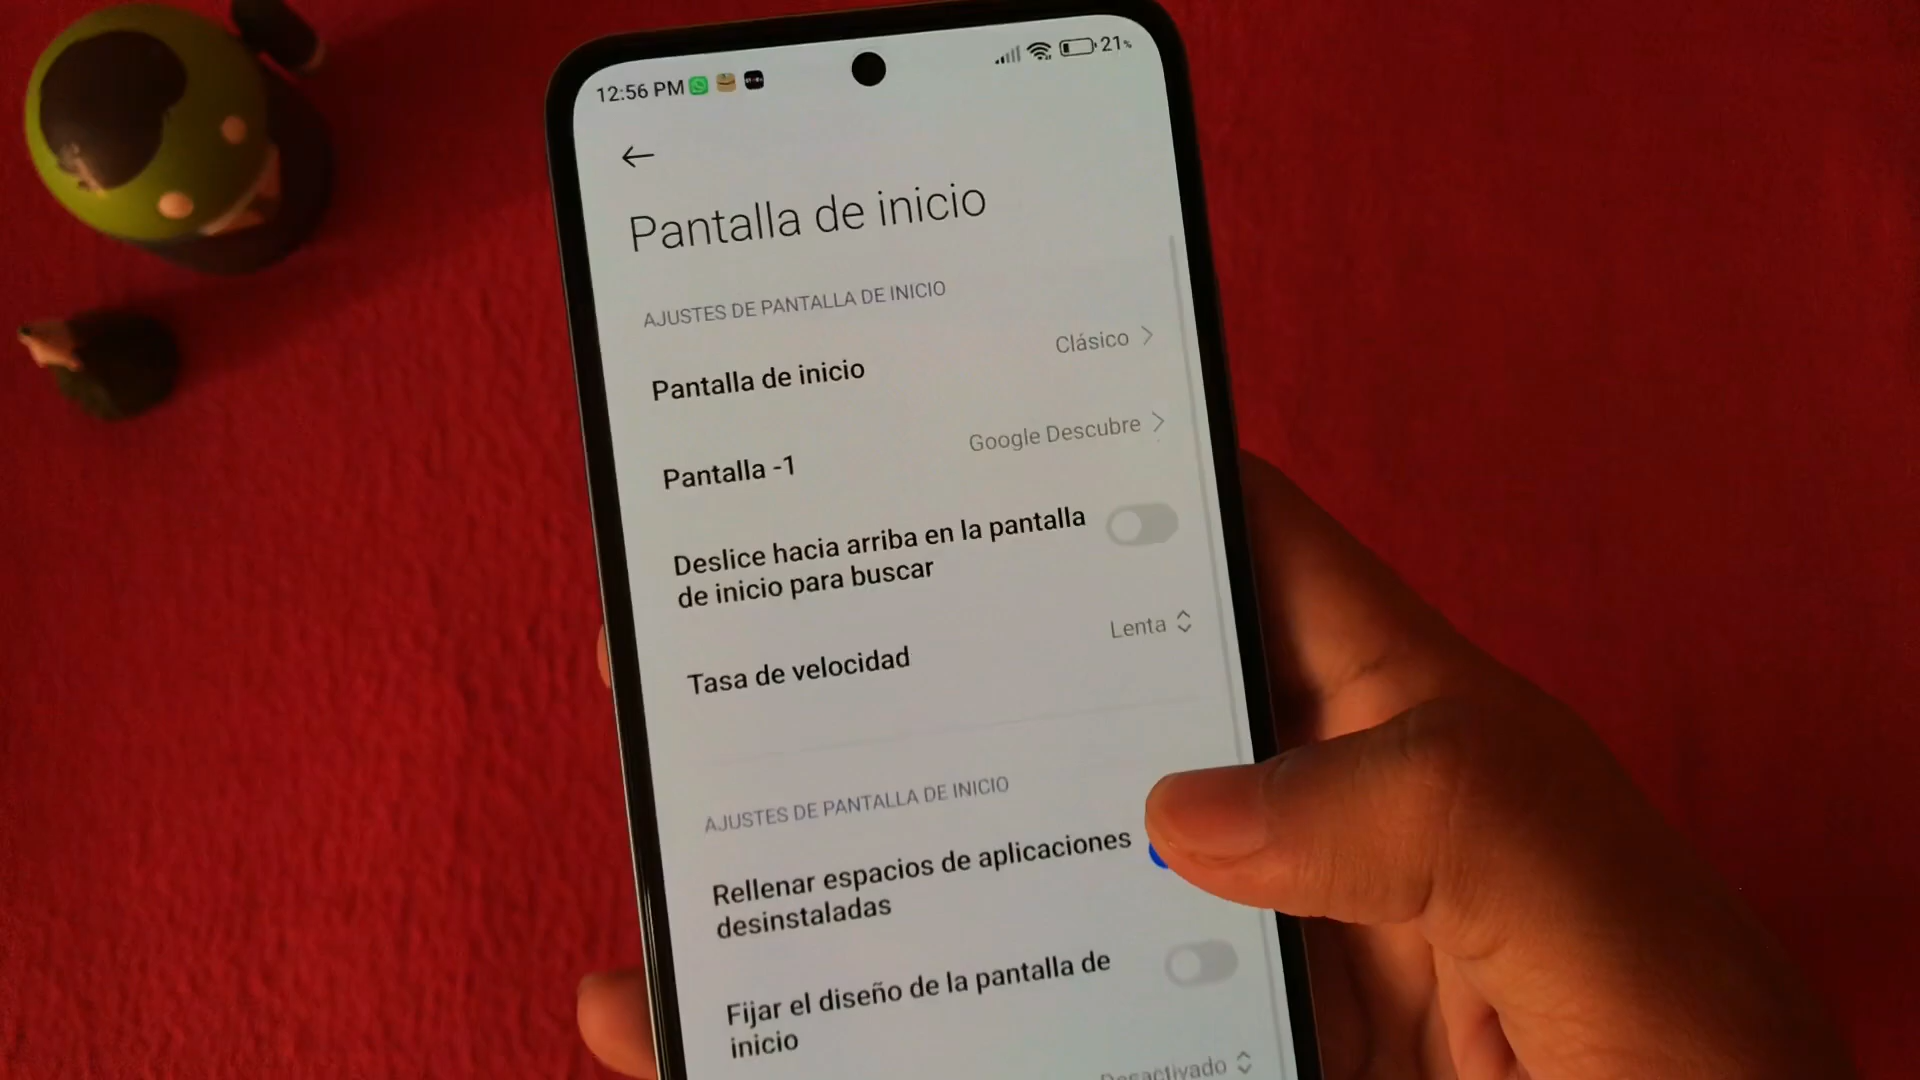 12:56 PM
21%
Pantalla de inicio
AJUSTES DE PANTALLA DE INICIO
Pantalla de inicio
Clásico
Pantalla -1
Google Descubre
Deslice hacia arriba en la pantalla
de inicio para buscar
Tasa de velocidad
Lenta
AJUSTES DE PANTALLA DE INICIO
Rellenar espacios de aplicaciones
desinstaladas
Fijar el diseño de la pantalla de
inicio
Desactivado